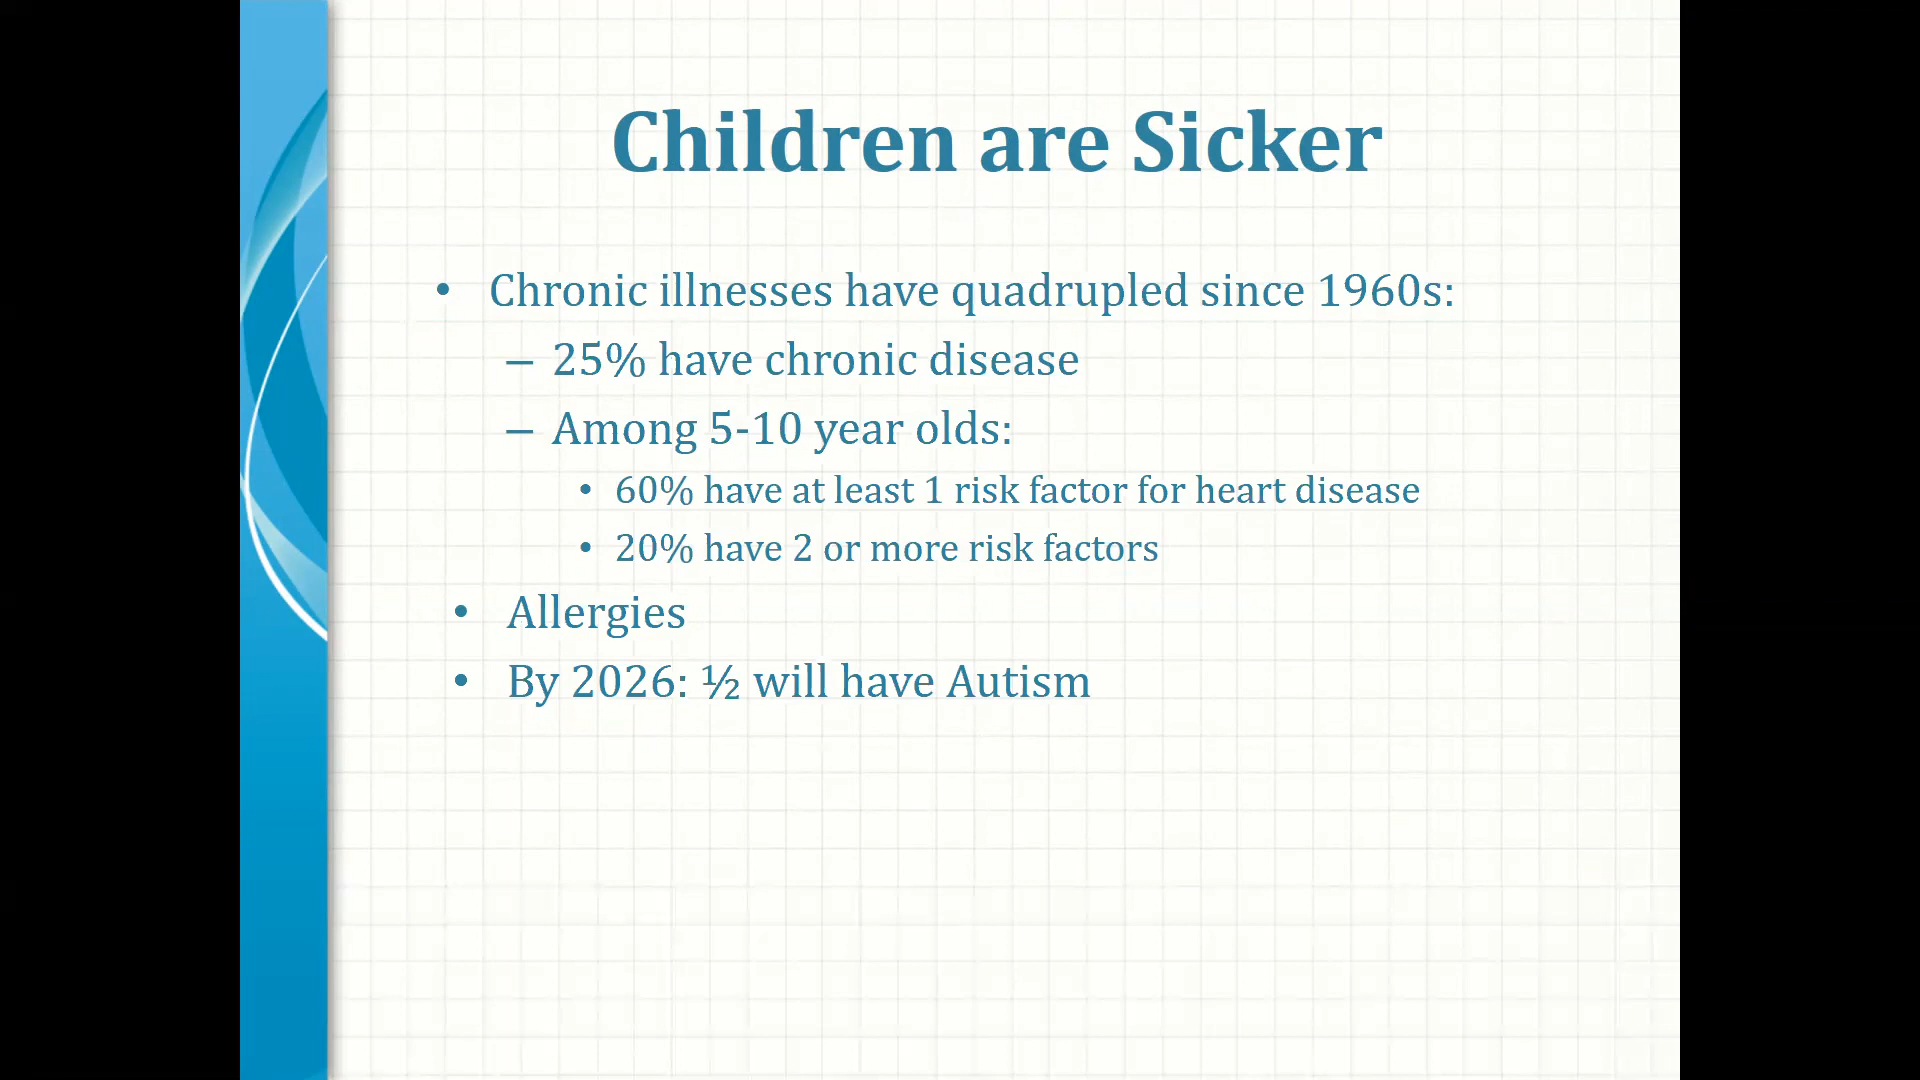 Children are Sicker
• Chronic illnesses have quadrupled since 1960s:
– 25% have chronic disease
– Among 5-10 year olds:
• 60% have at least 1 risk factor for heart disease
• 20% have 2 or more risk factors
• Allergies
• By 2026: ½ will have Autism